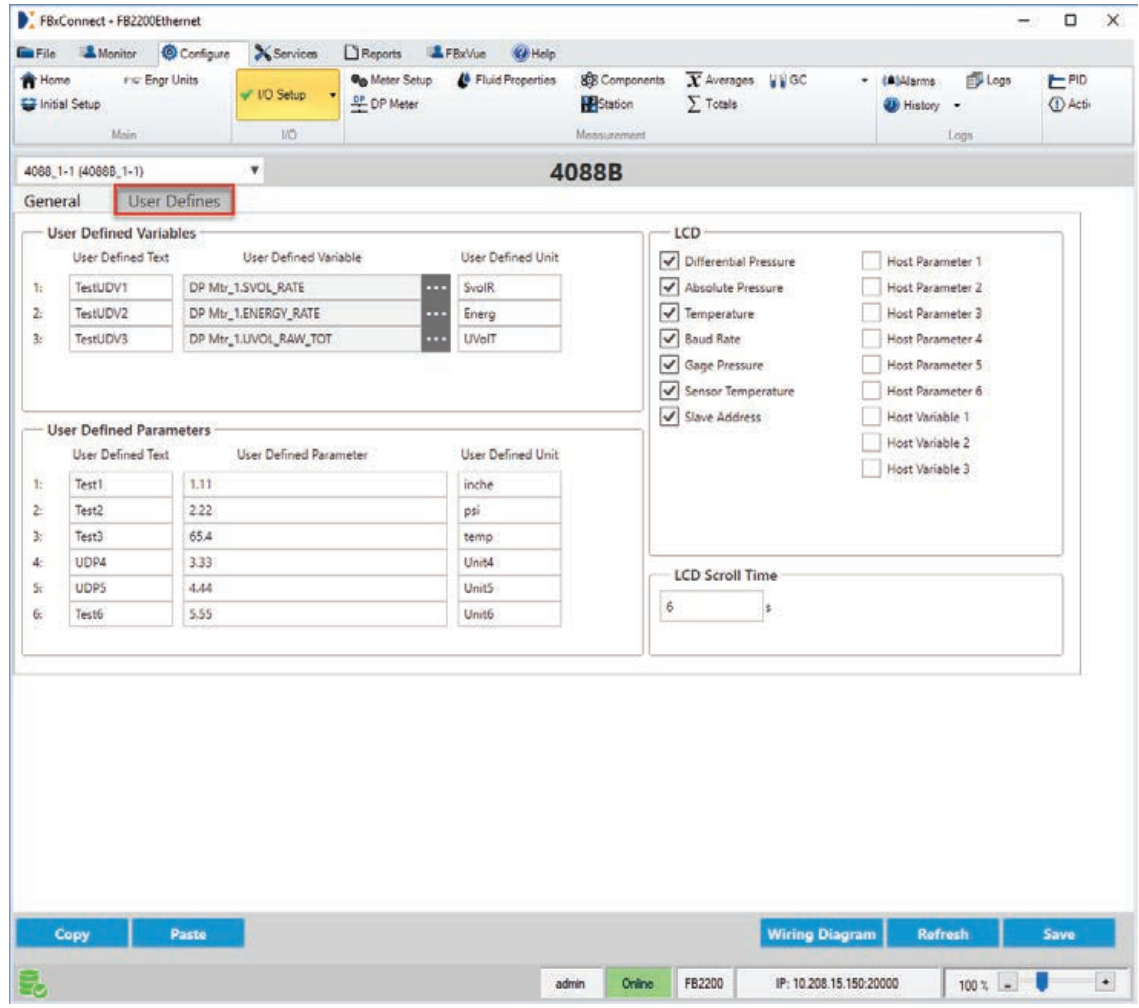 FBxConnect - FB2200Ethernet
File Monitor Configure Services Reports FBxVue Help
Home Engr Units I/O Setup Meter Setup Fluid Properties Components Averages GC Alarms Logs PID
Initial Setup DP DP Meter Station Totals History Acti
Main I/O Measurement Logs
4088_1-1 (4088B_1-1) 4088B
General User Defines
User Defined Variables
User Defined Text User Defined Variable User Defined Unit
1: TestUDV1 DP Mtr_1.SVOL_RATE ... SvolR
2: TestUDV2 DP Mtr_1.ENERGY_RATE ... Energ
3: TestUDV3 DP Mtr_1.UVOL_RAW_TOT ... UVolT
User Defined Parameters
User Defined Text User Defined Parameter User Defined Unit
1: Test1 1.11 inche
2: Test2 2.22 psi
3: Test3 65.4 temp
4: UDP4 3.33 Unit4
5: UDP5 4.44 Unit5
6: Test6 5.55 Unit6
LCD
Differential Pressure Host Parameter 1
Absolute Pressure Host Parameter 2
Temperature Host Parameter 3
Baud Rate Host Parameter 4
Gage Pressure Host Parameter 5
Sensor Temperature Host Parameter 6
Slave Address Host Variable 1
Host Variable 2
Host Variable 3
LCD Scroll Time
6 s
Copy Paste Wiring Diagram Refresh Save
admin Online FB2200 IP: 10.208.15.150:20000 100 %